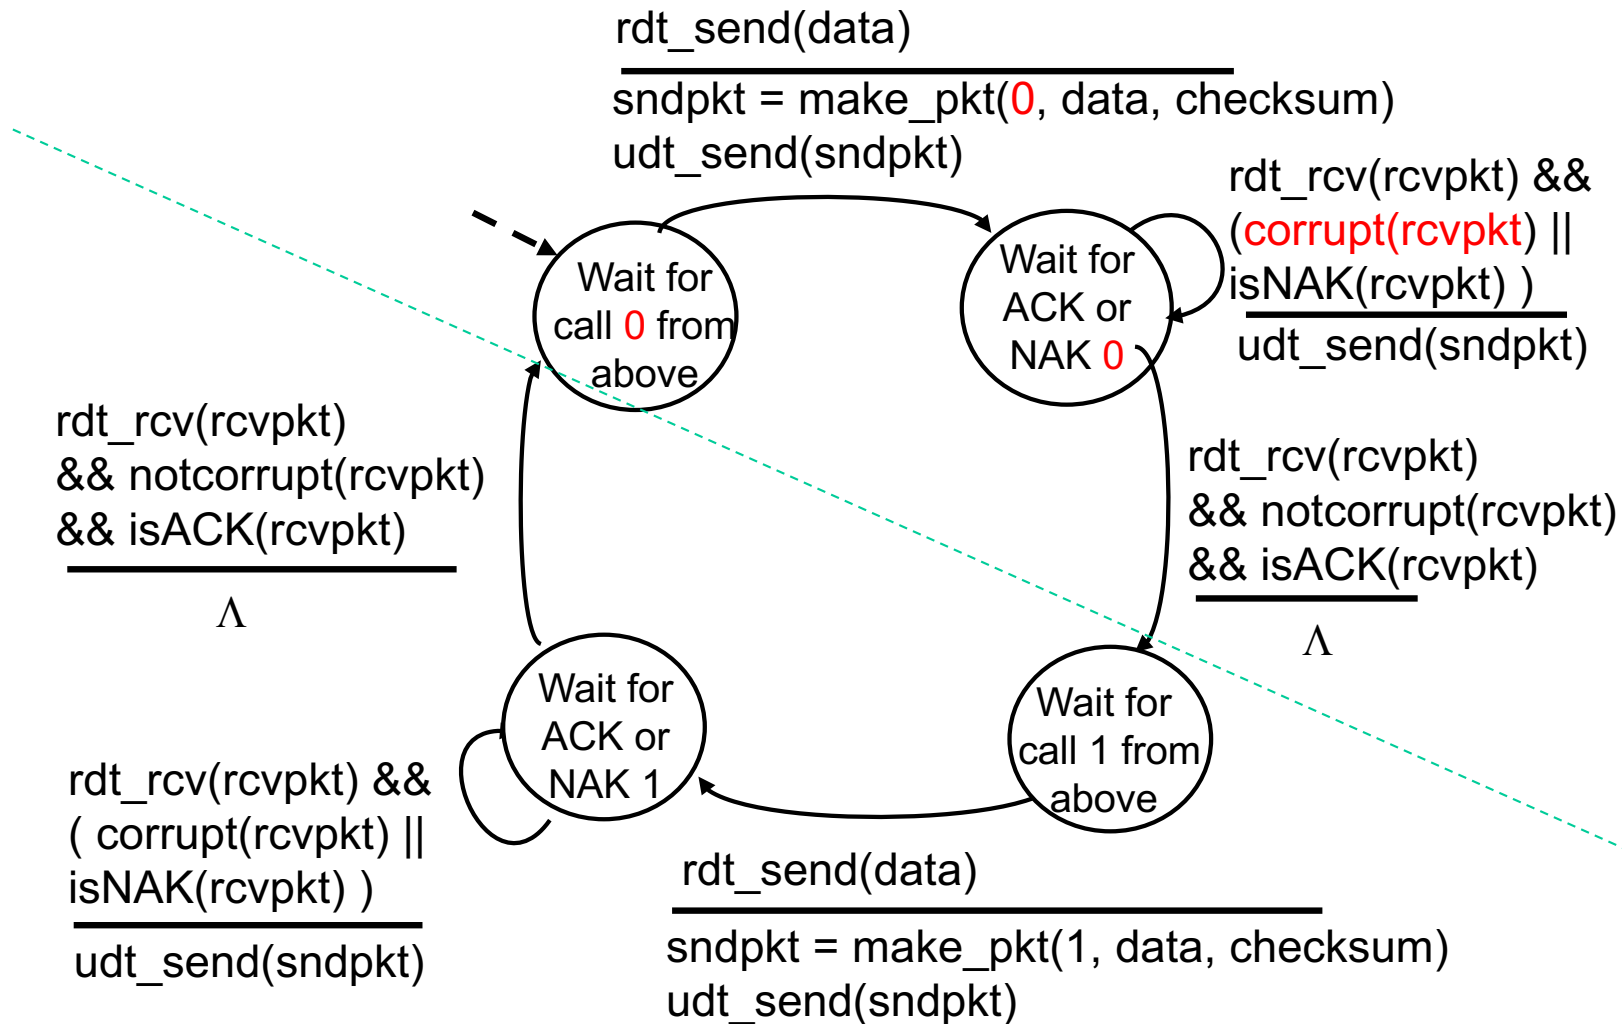 rdt_send(data)
sndpkt = make_pkt(0, data, checksum)
udt_send(sndpkt)
rdt_rcv(rcvpkt) &&
(corrupt(rcvpkt) ||
isNAK(rcvpkt) )
udt_send(sndpkt)
Wait for
call 0 from
above
Wait for
ACK or
NAK 0
rdt_rcv(rcvpkt)
&& notcorrupt(rcvpkt)
&& isACK(rcvpkt)
Λ
rdt_rcv(rcvpkt)
&& notcorrupt(rcvpkt)
&& isACK(rcvpkt)
Λ
Wait for
ACK or
NAK 1
Wait for
call 1 from
above
rdt_rcv(rcvpkt) &&
( corrupt(rcvpkt) ||
isNAK(rcvpkt) )
udt_send(sndpkt)
rdt_send(data)
sndpkt = make_pkt(1, data, checksum)
udt_send(sndpkt)